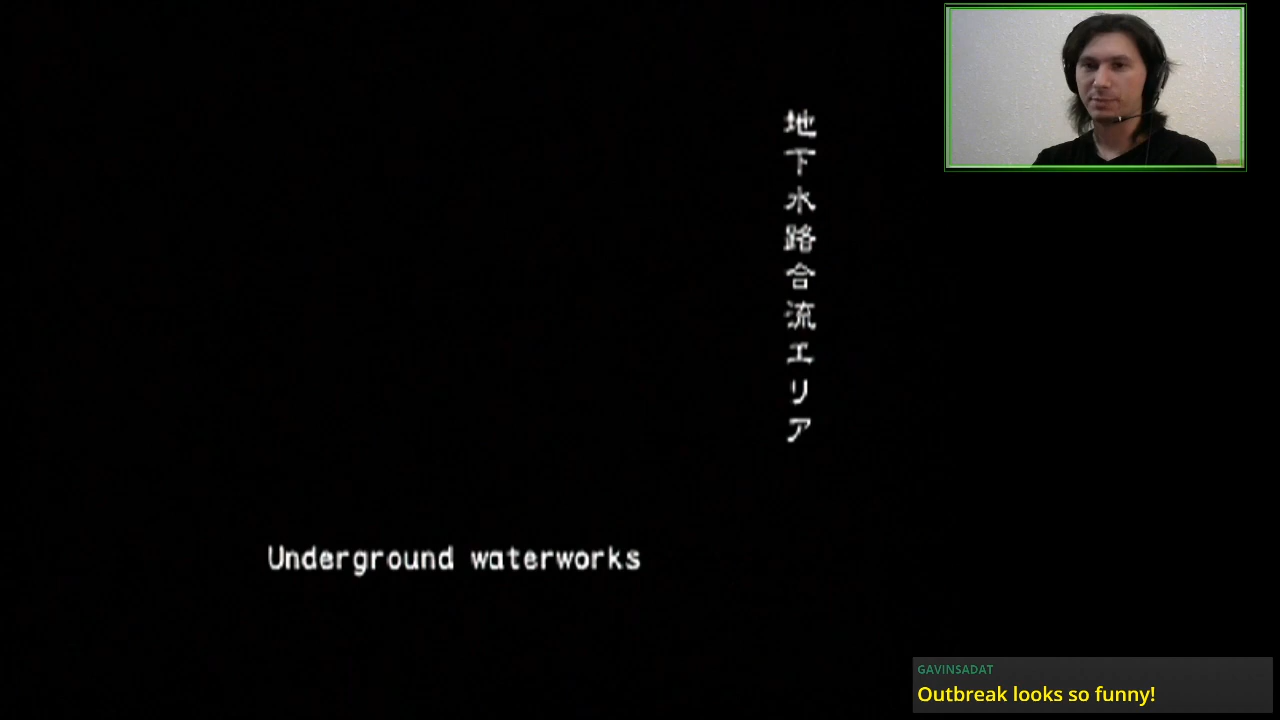 地下水路合流エリア
Underground waterworks
GAVINSADAT
Outbreak looks so funny!